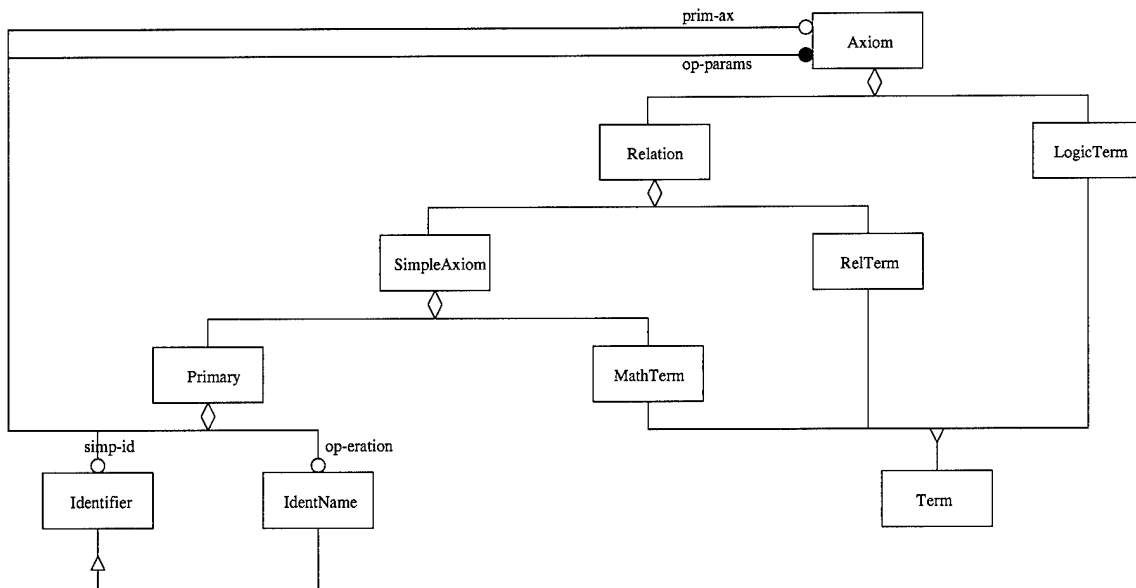 prim-ax
Axiom
op-params
Relation
LogicTerm
SimpleAxiom
RelTerm
Primary
MathTerm
simp-id
op-eration
Identifier
IdentName
Term